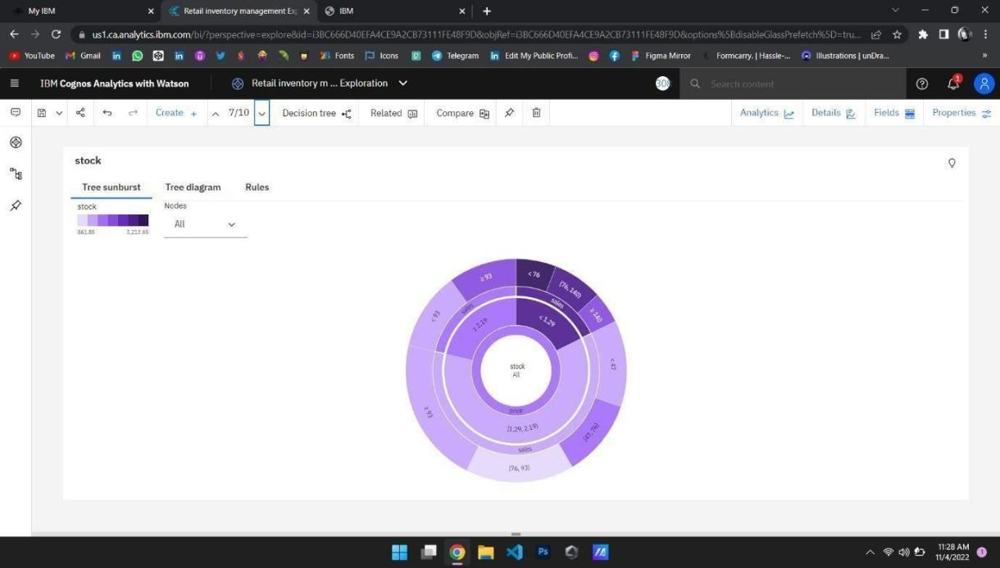 My IBM
Retail inventory management Ex
IBM
us1.ca.analytics.ibm.com/bi/?perspective=explore&id=i3BC666D40EFA4CE9A2CB73111FE48F9D&objRef=i3BC666D40EFA4CE9A2CB73111FE48F9D&options%5BdisableGlassPrefetch%5D=tru...
YouTube Gmail Fonts Icons Telegram Edit My Public Profi... Figma Mirror Formcarry. | Hassle-... Illustrations | unDra... »
IBM Cognos Analytics with Watson Retail inventory m ... Exploration Search content 1
Create + 7/10 Decision tree Related Compare Analytics Details Fields Properties
stock
Tree sunburst Tree diagram Rules
stock Nodes
All
861.88 3,213.65
≥ 93 < 76 [76, 140)
sales sales
< 93 ≥ 140
≥ 2.19 < 1.29
stock
All
< 47
≥ 93
price
[1.29, 2.19)
[47, 76)
sales
[76, 93)
Ps
11:28 AM
11/4/2022 1